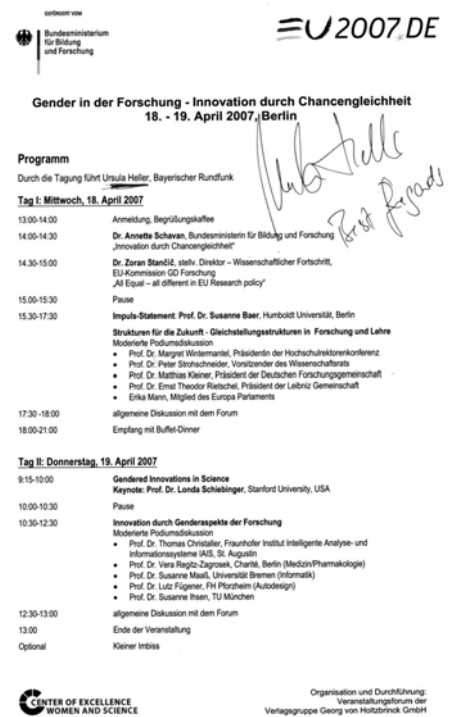 GEFÖRDERT VOM
Bundesministerium
für Bildung
und Forschung
EU2007.DE
Gender in der Forschung - Innovation durch Chancengleichheit
18. - 19. April 2007, Berlin
Programm
Durch die Tagung führt Ursula Heller, Bayerischer Rundfunk
Ursula Heller
Best Regards
Tag I: Mittwoch, 18. April 2007
13:00-14:00 Anmeldung, Begrüßungskaffee
14:00-14:30 Dr. Annette Schavan, Bundesministerin für Bildung und Forschung
„Innovation durch Chancengleichheit"
14.30-15:00 Dr. Zoran Stančič, stellv. Direktor – Wissenschaftlicher Fortschritt,
EU-Kommission GD Forschung
„All Equal – all different in EU Research policy"
15.00-15:30 Pause
15.30-17:30 Impuls-Statement: Prof. Dr. Susanne Baer, Humboldt Universität, Berlin
Strukturen für die Zukunft - Gleichstellungsstrukturen in Forschung und Lehre
Moderierte Podiumsdiskussion
• Prof. Dr. Margret Wintermantel, Präsidentin der Hochschulrektorenkonferenz
• Prof. Dr. Peter Strohschneider, Vorsitzender des Wissenschaftsrats
• Prof. Dr. Matthias Kleiner, Präsident der Deutschen Forschungsgemeinschaft
• Prof. Dr. Ernst Theodor Rietschel, Präsident der Leibniz Gemeinschaft
• Erika Mann, Mitglied des Europa Parlaments
17:30 -18:00 allgemeine Diskussion mit dem Forum
18:00-21:00 Empfang mit Buffet-Dinner
Tag II: Donnerstag, 19. April 2007
9:15-10:00 Gendered Innovations in Science
Keynote: Prof. Dr. Londa Schiebinger, Stanford University, USA
10:00-10:30 Pause
10:30-12:30 Innovation durch Genderaspekte der Forschung
Moderierte Podiumsdiskussion
• Prof. Dr. Thomas Christaller, Fraunhofer Institut Intelligente Analyse- und
Informationssysteme IAIS, St. Augustin
• Prof. Dr. Vera Regitz-Zagrosek, Charité, Berlin (Medizin/Pharmakologie)
• Prof. Dr. Susanne Maaß, Universität Bremen (Informatik)
• Prof. Dr. Lutz Fügener, FH Pforzheim (Autodesign)
• Prof. Dr. Susanne Ihsen, TU München
12:30-13:00 allgemeine Diskussion mit dem Forum
13:00 Ende der Veranstaltung
Optional Kleiner Imbiss
CENTER OF EXCELLENCE
WOMEN AND SCIENCE
Organisation und Durchführung:
Veranstaltungsforum der
Verlagsgruppe Georg von Holtzbrinck GmbH